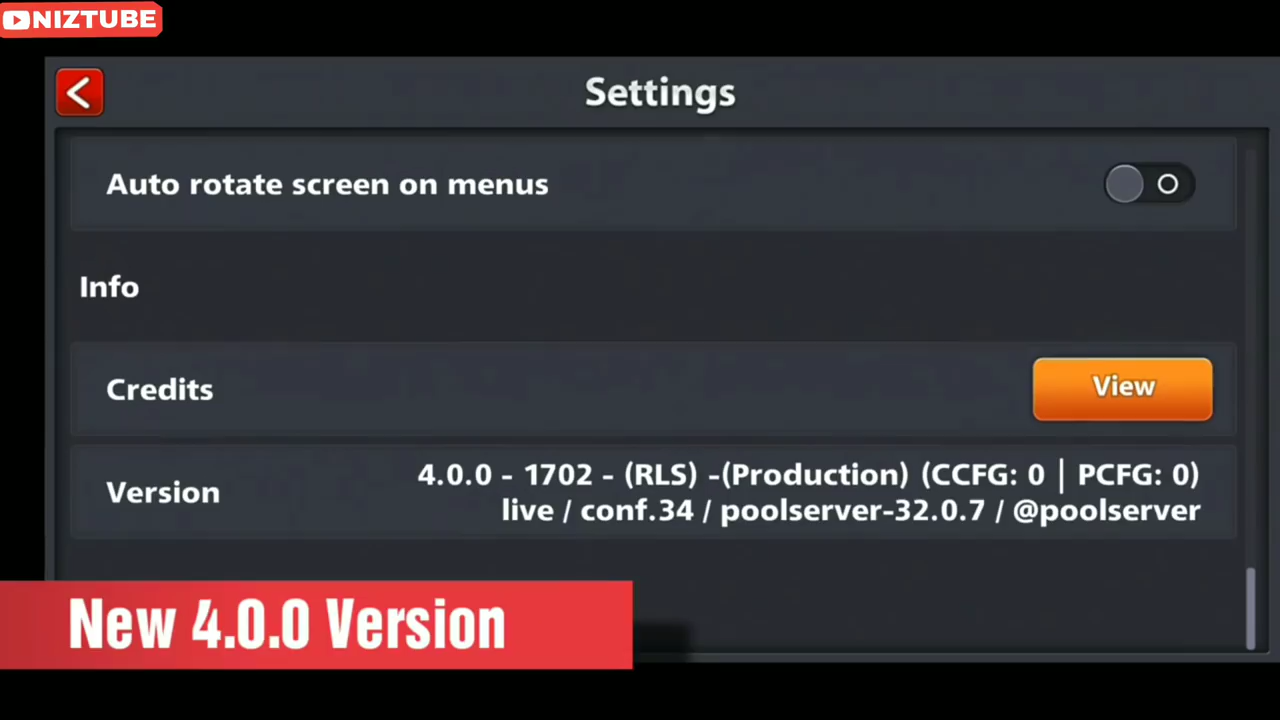 NIZTUBE
Settings
Auto rotate screen on menus
Info
Credits
View
Version
4.0.0 - 1702 - (RLS) -(Production) (CCFG: 0 | PCFG: 0)
live / conf.34 / poolserver-32.0.7 / @poolserver
New 4.0.0 Version